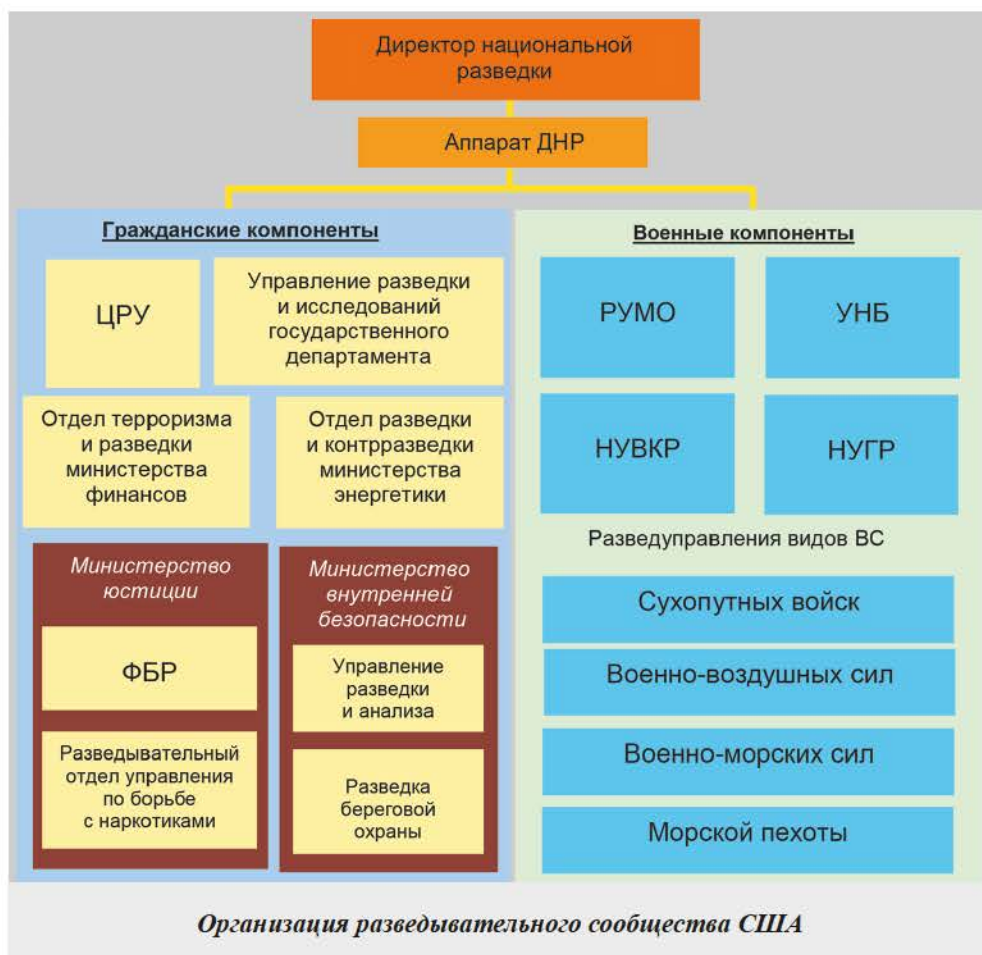 Директор национальной
разведки
Аппарат ДНР
Гражданские компоненты
ЦРУ
Управление разведки
и исследований
государственного
департамента
Отдел терроризма
и разведки
министерства
финансов
Отдел разведки
и контрразведки
министерства
энергетики
Министерство
юстиции
ФБР
Разведывательный
отдел управления
по борьбе
с наркотиками
Министерство
внутренней
безопасности
Управление
разведки
и анализа
Разведка
береговой
охраны
Военные компоненты
РУМО
УНБ
НУВКР
НУГР
Разведуправления видов ВС
Сухопутных войск
Военно-воздушных сил
Военно-морских сил
Морской пехоты
Организация разведывательного сообщества США